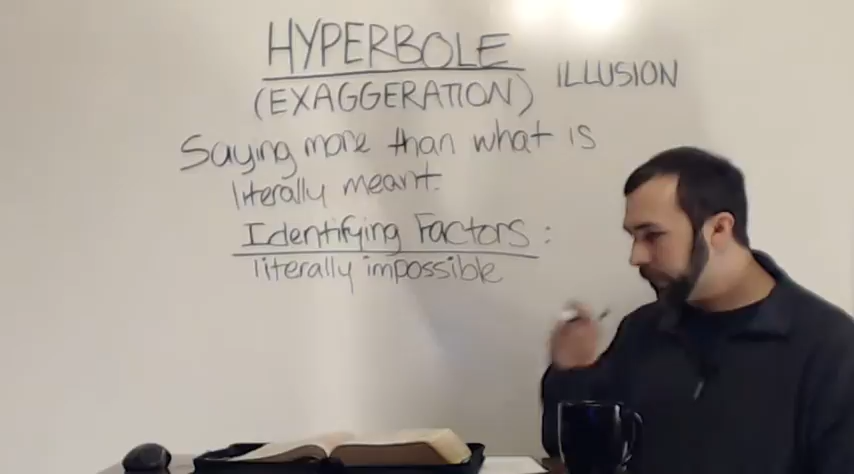 HYPERBOLE
(EXAGGERATION)
ILLUSION
Saying more than what is
literally meant.
Identifying Factors:
literally impossible